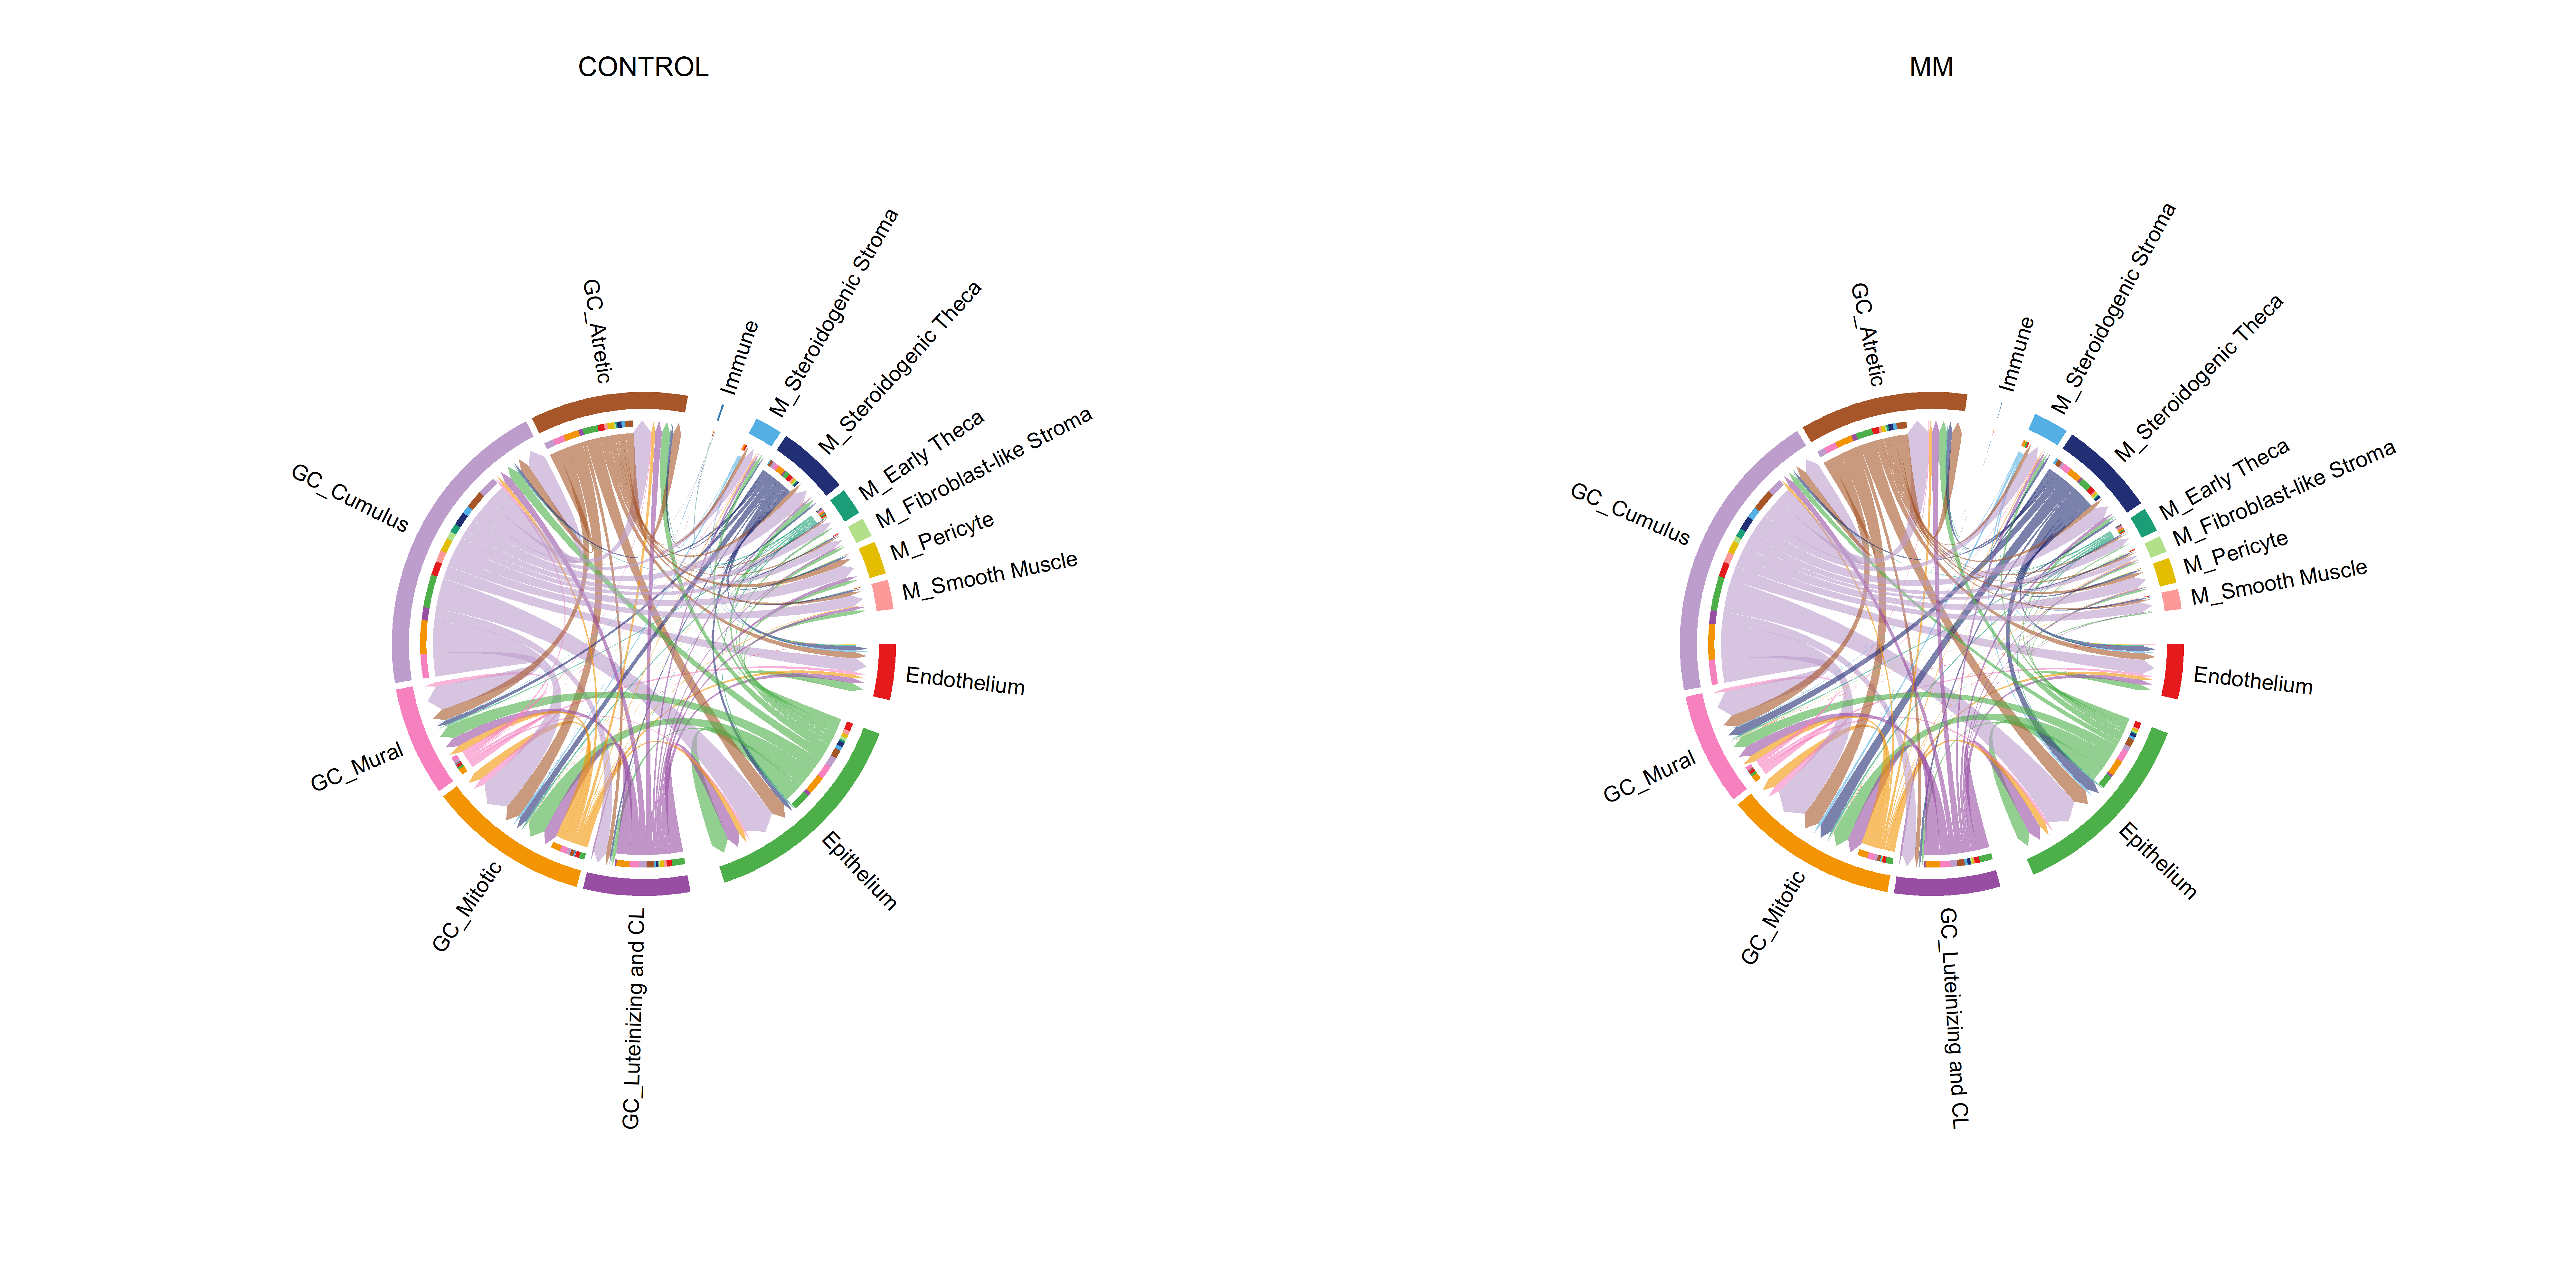 CONTROL
GC_Atretic
Immune
M_Steroidogenic Stroma
M_Steroidogenic Theca
M_Early Theca
M_Fibroblast-like Stroma
M_Pericyte
M_Smooth Muscle
Endothelium
Epithelium
GC_Luteinizing and CL
GC_Mitotic
GC_Mural
GC_Cumulus
MM
GC_Atretic
Immune
M_Steroidogenic Stroma
M_Steroidogenic Theca
M_Early Theca
M_Fibroblast-like Stroma
M_Pericyte
M_Smooth Muscle
Endothelium
Epithelium
GC_Luteinizing and CL
GC_Mitotic
GC_Mural
GC_Cumulus